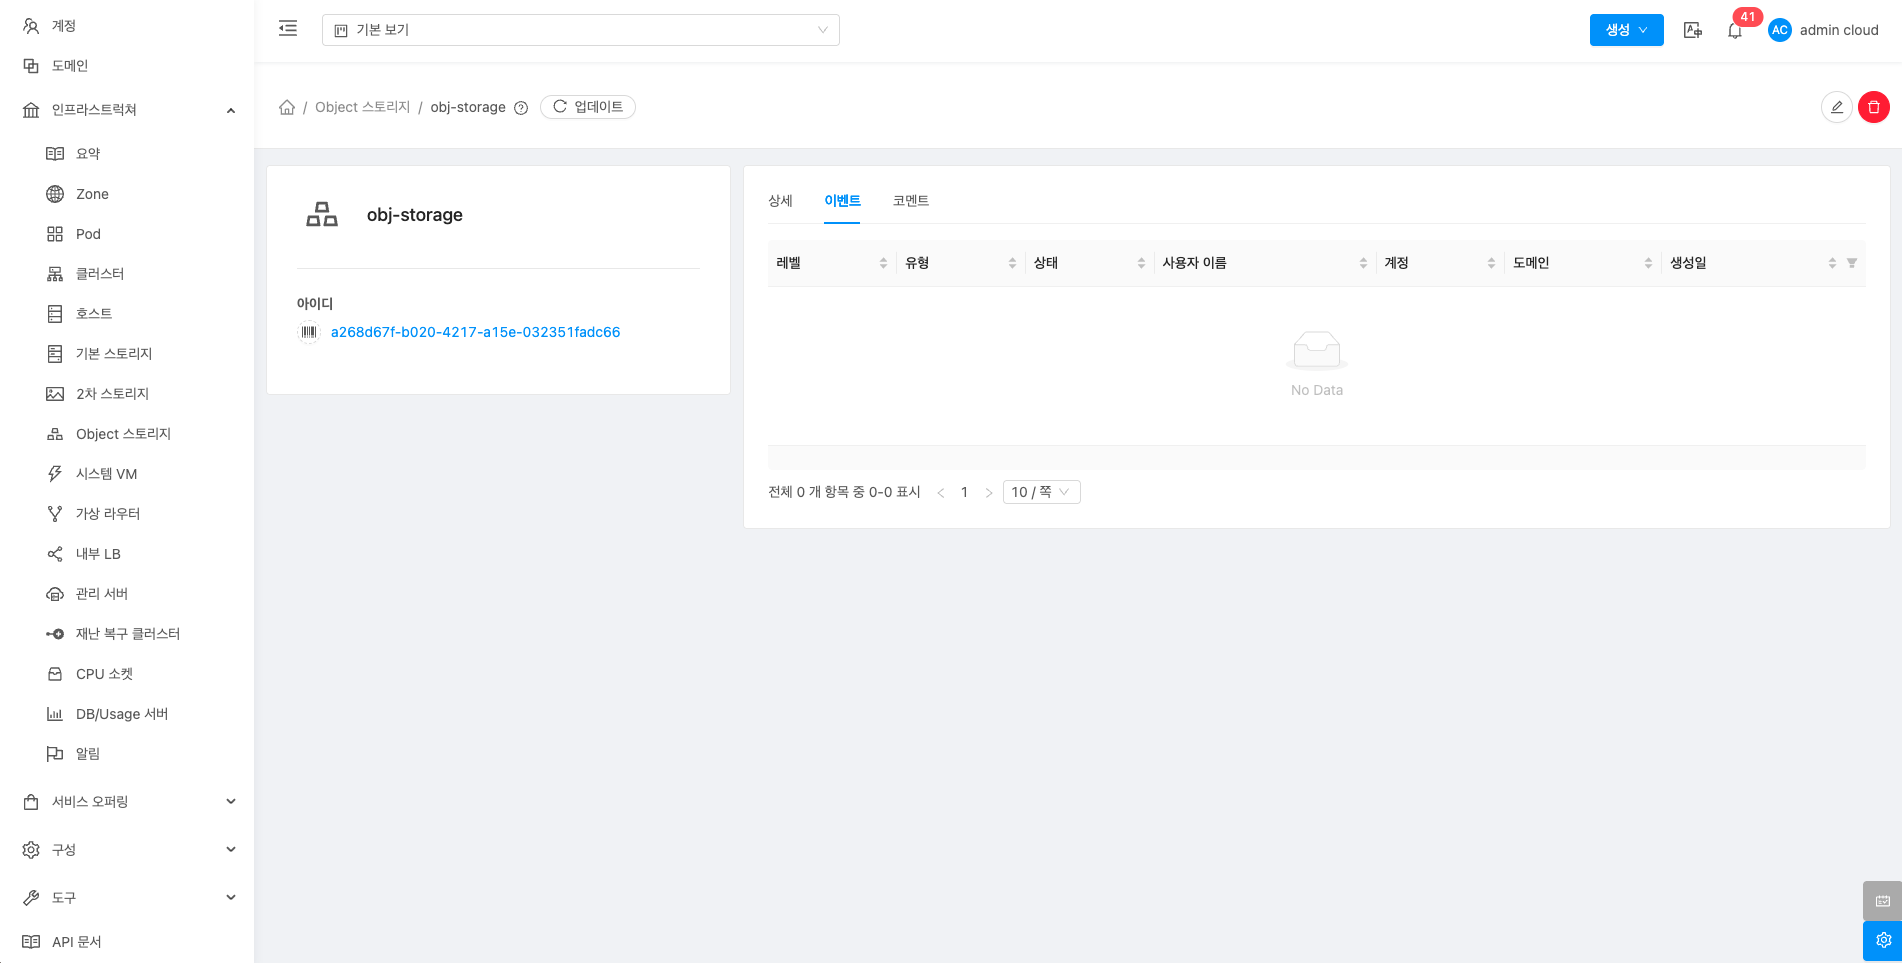 계정
도메인
인프라스트럭쳐
요약
Zone
Pod
클러스터
호스트
기본 스토리지
2차 스토리지
Object 스토리지
시스템 VM
가상 라우터
내부 LB
관리 서버
재난 복구 클러스터
CPU 소켓
DB/Usage 서버
알림
서비스 오퍼링
구성
도구
API 문서
기본 보기
생성
41
AC admin cloud
/ Object 스토리지 / obj-storage 업데이트
obj-storage
아이디
a268d67f-b020-4217-a15e-032351fadc66
상세 이벤트 코멘트
레벨 유형 상태 사용자 이름 계정 도메인 생성일
No Data
전체 0 개 항목 중 0-0 표시 < 1 > 10 / 쪽